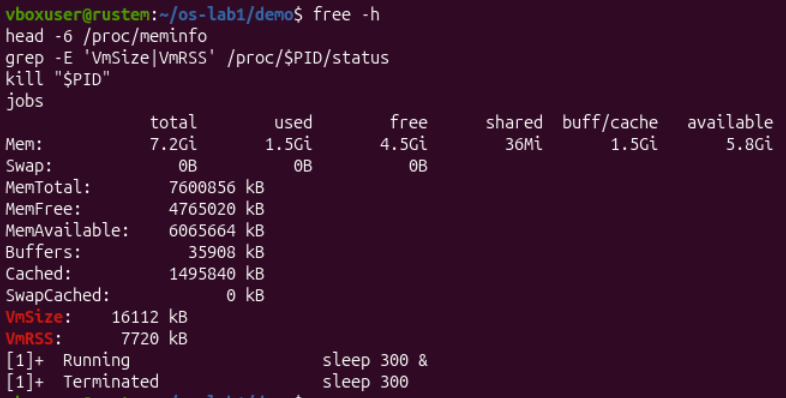 vboxuser@rustem:~/os-lab1/demo$ free -h
head -6 /proc/meminfo
grep -E 'VmSize|VmRSS' /proc/$PID/status
kill "$PID"
jobs
total used free shared buff/cache available
Mem: 7.2Gi 1.5Gi 4.5Gi 36Mi 1.5Gi 5.8Gi
Swap: 0B 0B 0B
MemTotal: 7600856 kB
MemFree: 4765020 kB
MemAvailable: 6065664 kB
Buffers: 35908 kB
Cached: 1495840 kB
SwapCached: 0 kB
VmSize: 16112 kB
VmRSS: 7720 kB
[1]+ Running sleep 300 &
[1]+ Terminated sleep 300